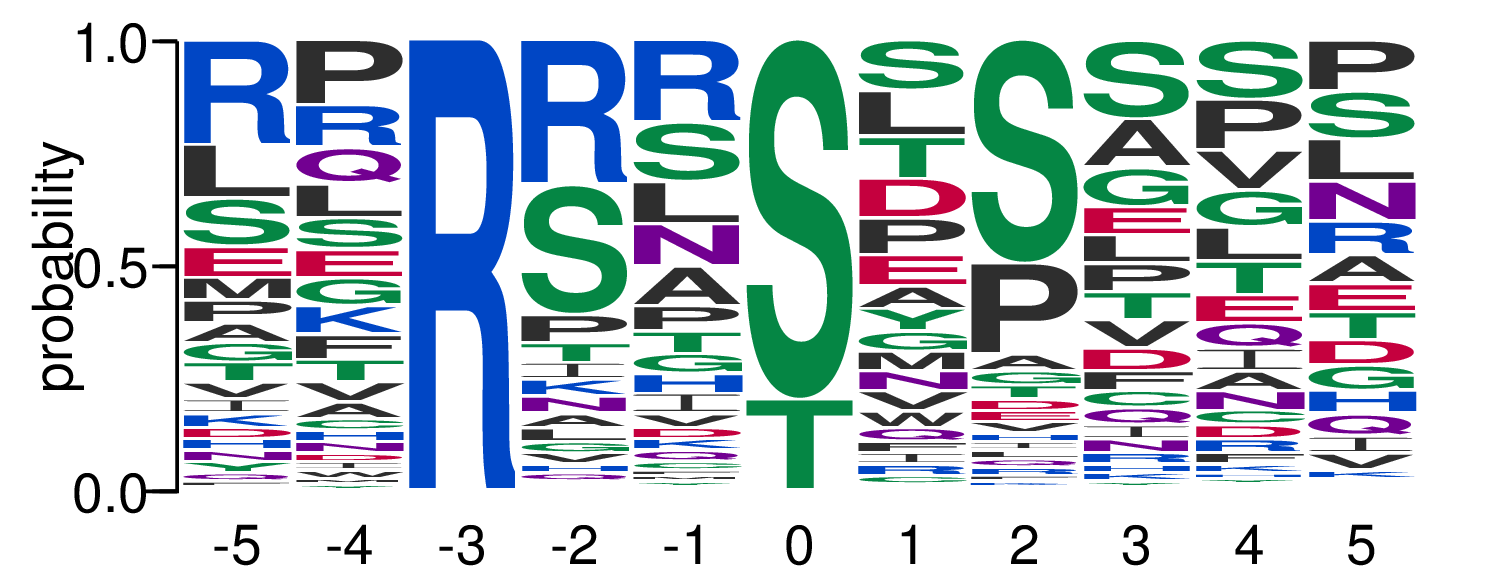 probability
1.0
0.5
0.0
R L S E M P A G T V I K D H N Y Q
P R Q L S E G K F T V A C H N D I W Y
R
R S P T I K N A L G V H Q
R S L N A P T G H I V D K Q C
S T
S L T D P E A Y G M N V W Q F I R C
S P A G T D E V H I L Q R
S A G E L P T V D F C Q I N R K H Y
S P V G L T E Q I A N C D R F K H Y
P S L N R A E T D G H Q I V K
-5 -4 -3 -2 -1 0 1 2 3 4 5